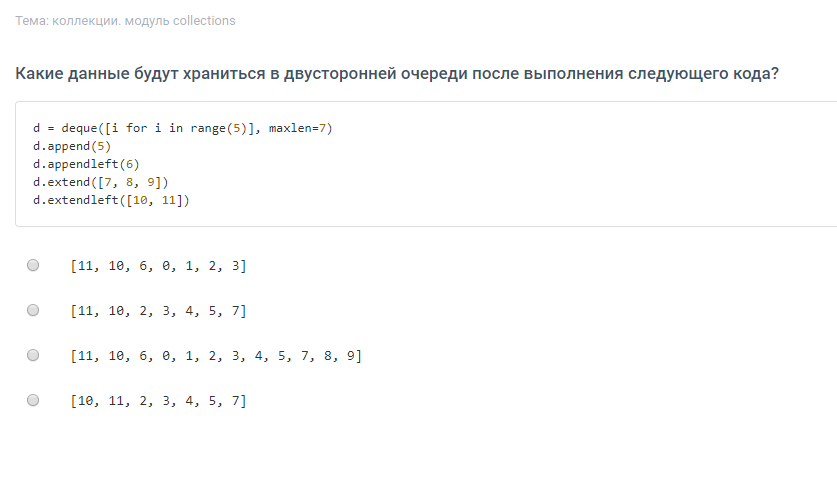 Тема: коллекции. модуль collections
Какие данные будут храниться в двусторонней очереди после выполнения следующего кода?
d = deque([i for i in range(5)], maxlen=7)
d.append(5)
d.appendleft(6)
d.extend([7, 8, 9])
d.extendleft([10, 11])
[11, 10, 6, 0, 1, 2, 3]
[11, 10, 2, 3, 4, 5, 7]
[11, 10, 6, 0, 1, 2, 3, 4, 5, 7, 8, 9]
[10, 11, 2, 3, 4, 5, 7]